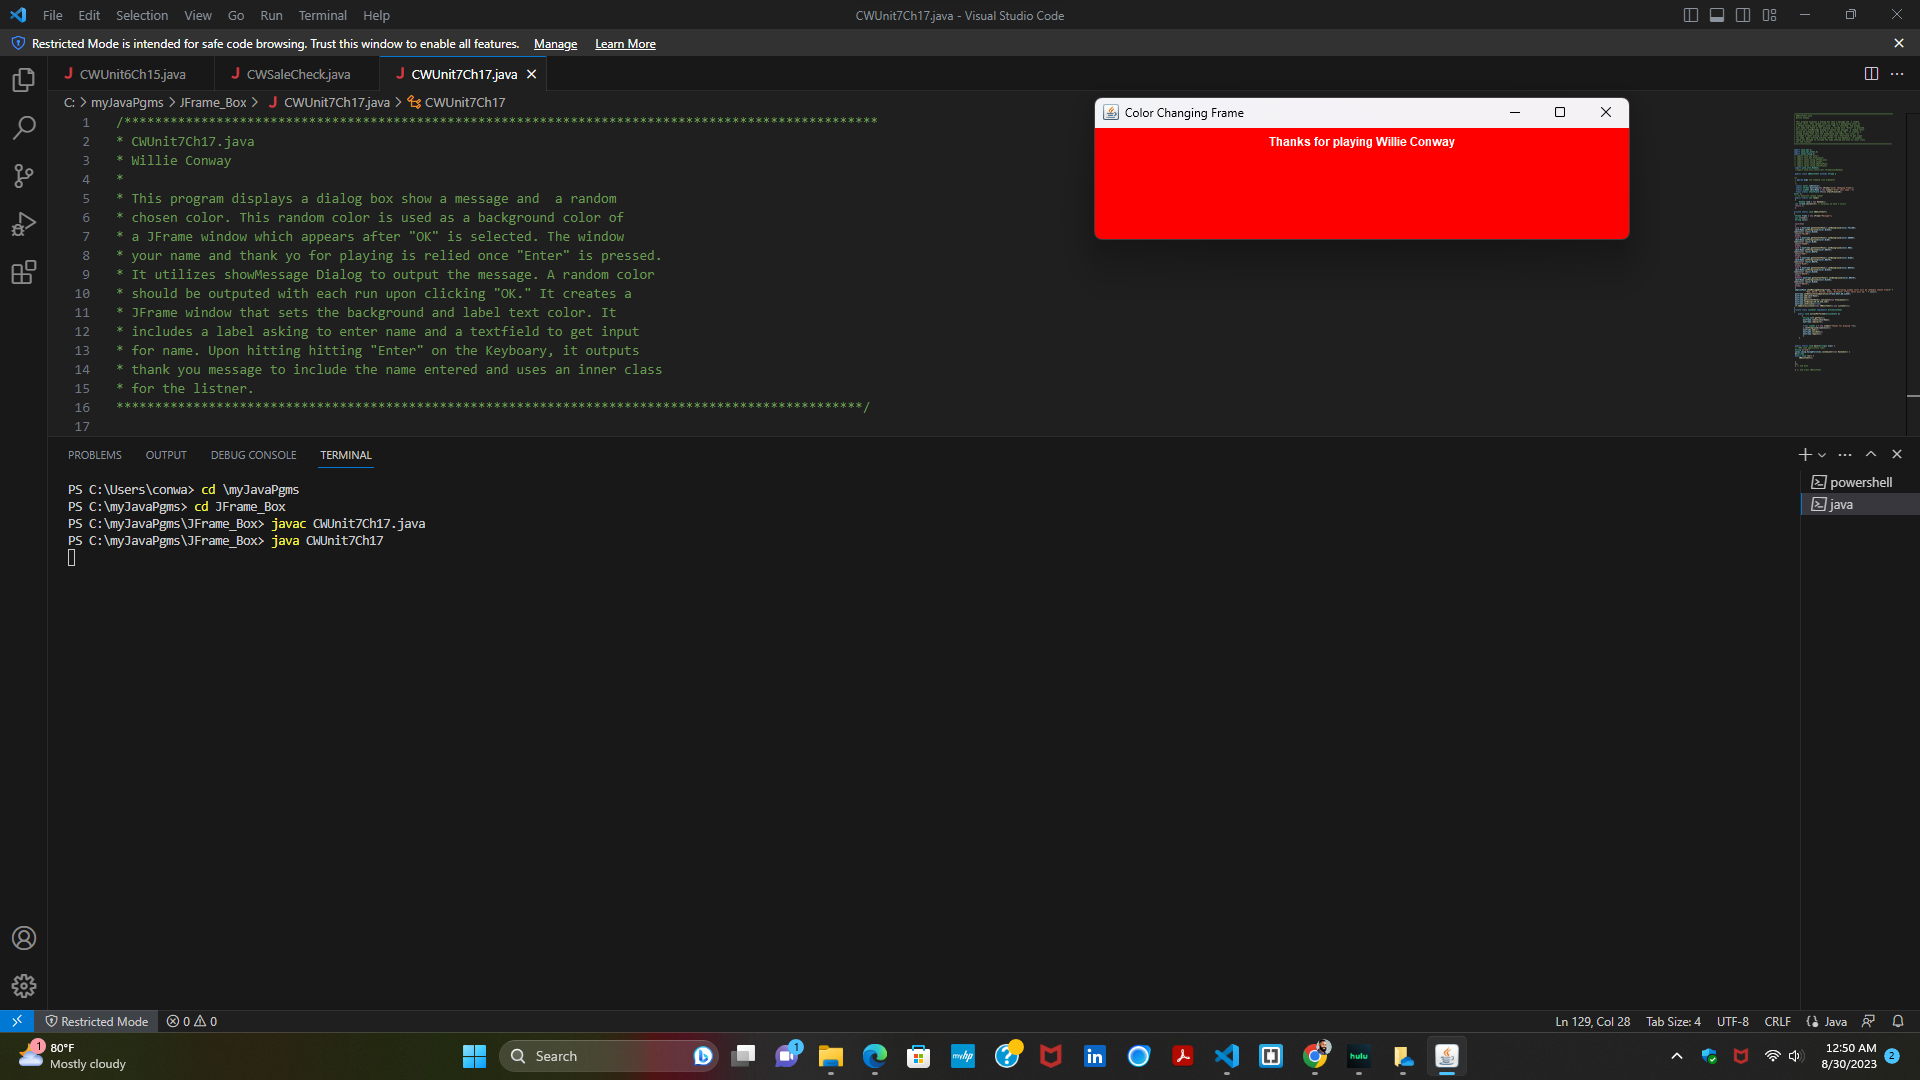 File Edit Selection View Go Run Terminal Help
CWUnit7Ch17.java - Visual Studio Code
Restricted Mode is intended for safe code browsing. Trust this window to enable all features. Manage Learn More
CWUnit6Ch15.java CWSaleCheck.java CWUnit7Ch17.java
C: > myJavaPgms > JFrame_Box > CWUnit7Ch17.java > CWUnit7Ch17
1 /**************************************************************************************************
2 * CWUnit7Ch17.java
3 * Willie Conway
4 *
5 * This program displays a dialog box show a message and  a random
6 * chosen color. This random color is used as a background color of
7 * a JFrame window which appears after "OK" is selected. The window
8 * your name and thank yo for playing is relied once "Enter" is pressed.
9 * It utilizes showMessage Dialog to output the message. A random color
10 * should be outputed with each run upon clicking "OK." It creates a
11 * JFrame window that sets the background and label text color. It
12 * includes a label asking to enter name and a textfield to get input
13 * for name. Upon hitting hitting "Enter" on the Keyboary, it outputs
14 * thank you message to include the name entered and uses an inner class
15 * for the listner.
16 *************************************************************************************************/
17
Color Changing Frame
Thanks for playing Willie Conway
PROBLEMS OUTPUT DEBUG CONSOLE TERMINAL
PS C:\Users\conwa> cd \myJavaPgms
PS C:\myJavaPgms> cd JFrame_Box
PS C:\myJavaPgms\JFrame_Box> javac CWUnit7Ch17.java
PS C:\myJavaPgms\JFrame_Box> java CWUnit7Ch17
powershell
java
Restricted Mode 0 0
Ln 129, Col 28 Tab Size: 4 UTF-8 CRLF Java
1
80°F
Mostly cloudy
Search
1
myhp
in
hulu
12:50 AM
8/30/2023
2